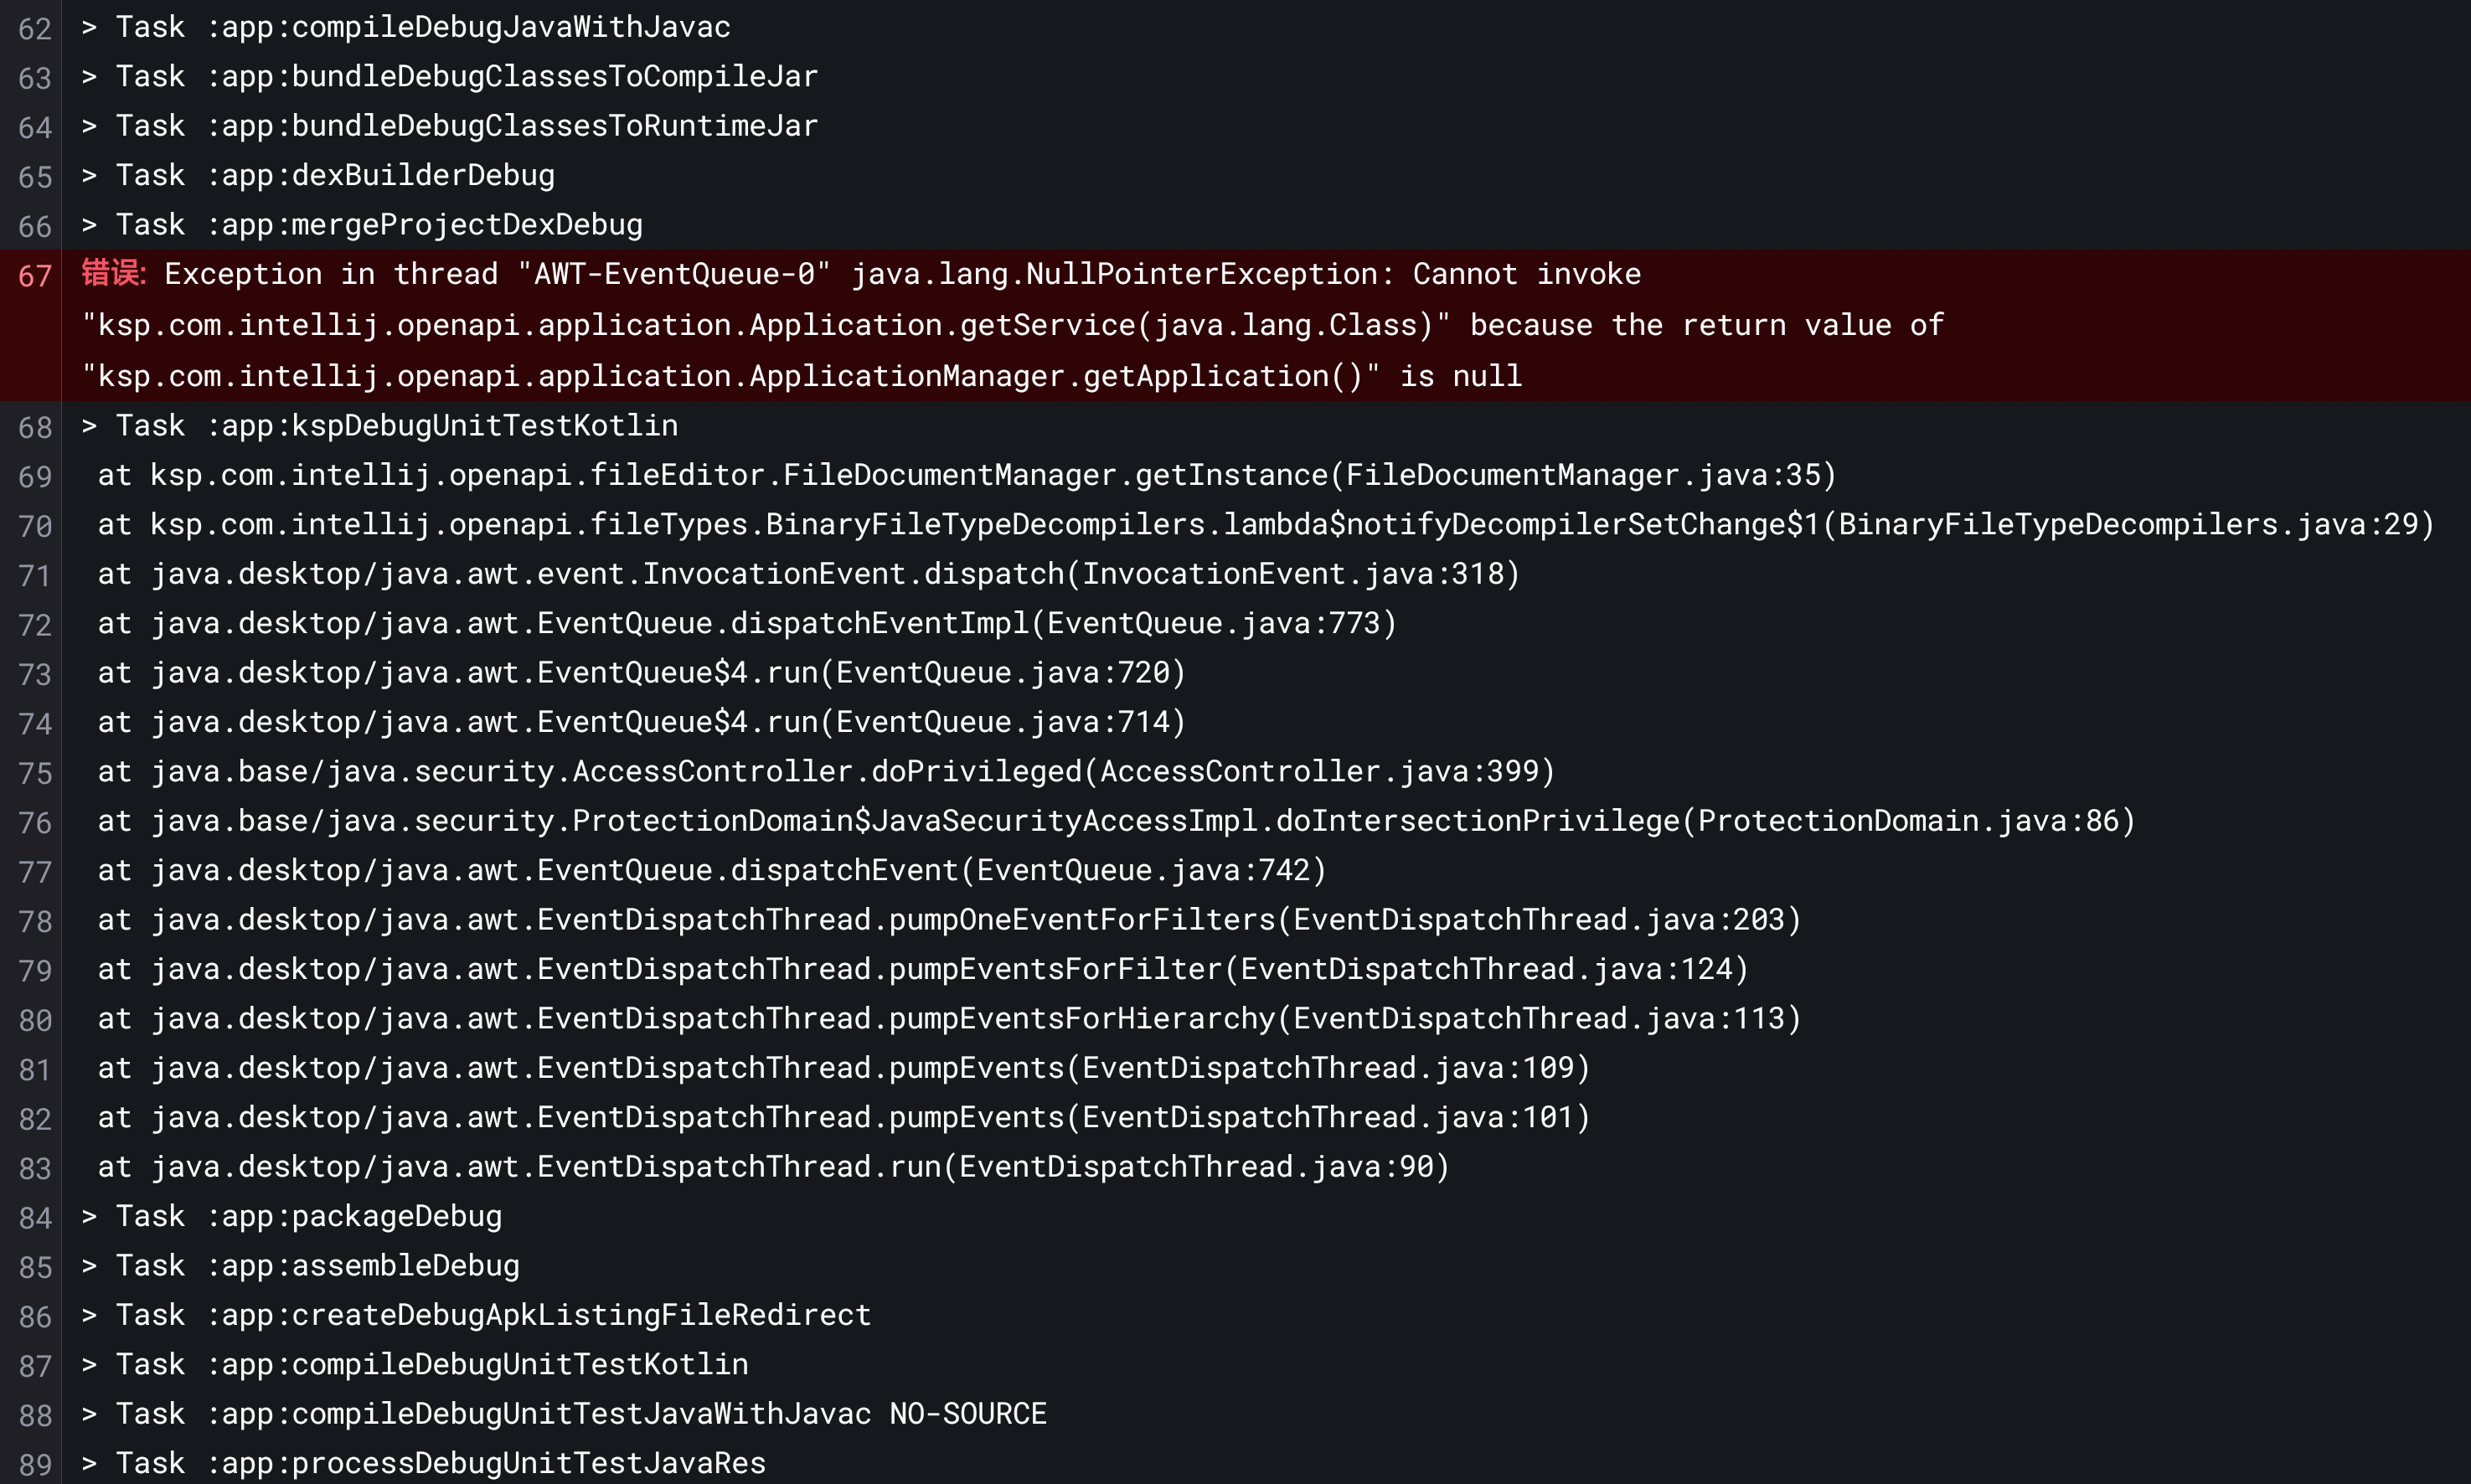 62 > Task :app:compileDebugJavaWithJavac
63 > Task :app:bundleDebugClassesToCompileJar
64 > Task :app:bundleDebugClassesToRuntimeJar
65 > Task :app:dexBuilderDebug
66 > Task :app:mergeProjectDexDebug
67 错误: Exception in thread "AWT-EventQueue-0" java.lang.NullPointerException: Cannot invoke
"ksp.com.intellij.openapi.application.Application.getService(java.lang.Class)" because the return value of
"ksp.com.intellij.openapi.application.ApplicationManager.getApplication()" is null
68 > Task :app:kspDebugUnitTestKotlin
69 at ksp.com.intellij.openapi.fileEditor.FileDocumentManager.getInstance(FileDocumentManager.java:35)
70 at ksp.com.intellij.openapi.fileTypes.BinaryFileTypeDecompilers.lambda$notifyDecompilerSetChange$1(BinaryFileTypeDecompilers.java:29)
71 at java.desktop/java.awt.event.InvocationEvent.dispatch(InvocationEvent.java:318)
72 at java.desktop/java.awt.EventQueue.dispatchEventImpl(EventQueue.java:773)
73 at java.desktop/java.awt.EventQueue$4.run(EventQueue.java:720)
74 at java.desktop/java.awt.EventQueue$4.run(EventQueue.java:714)
75 at java.base/java.security.AccessController.doPrivileged(AccessController.java:399)
76 at java.base/java.security.ProtectionDomain$JavaSecurityAccessImpl.doIntersectionPrivilege(ProtectionDomain.java:86)
77 at java.desktop/java.awt.EventQueue.dispatchEvent(EventQueue.java:742)
78 at java.desktop/java.awt.EventDispatchThread.pumpOneEventForFilters(EventDispatchThread.java:203)
79 at java.desktop/java.awt.EventDispatchThread.pumpEventsForFilter(EventDispatchThread.java:124)
80 at java.desktop/java.awt.EventDispatchThread.pumpEventsForHierarchy(EventDispatchThread.java:113)
81 at java.desktop/java.awt.EventDispatchThread.pumpEvents(EventDispatchThread.java:109)
82 at java.desktop/java.awt.EventDispatchThread.pumpEvents(EventDispatchThread.java:101)
83 at java.desktop/java.awt.EventDispatchThread.run(EventDispatchThread.java:90)
84 > Task :app:packageDebug
85 > Task :app:assembleDebug
86 > Task :app:createDebugApkListingFileRedirect
87 > Task :app:compileDebugUnitTestKotlin
88 > Task :app:compileDebugUnitTestJavaWithJavac NO-SOURCE
89 > Task :app:processDebugUnitTestJavaRes